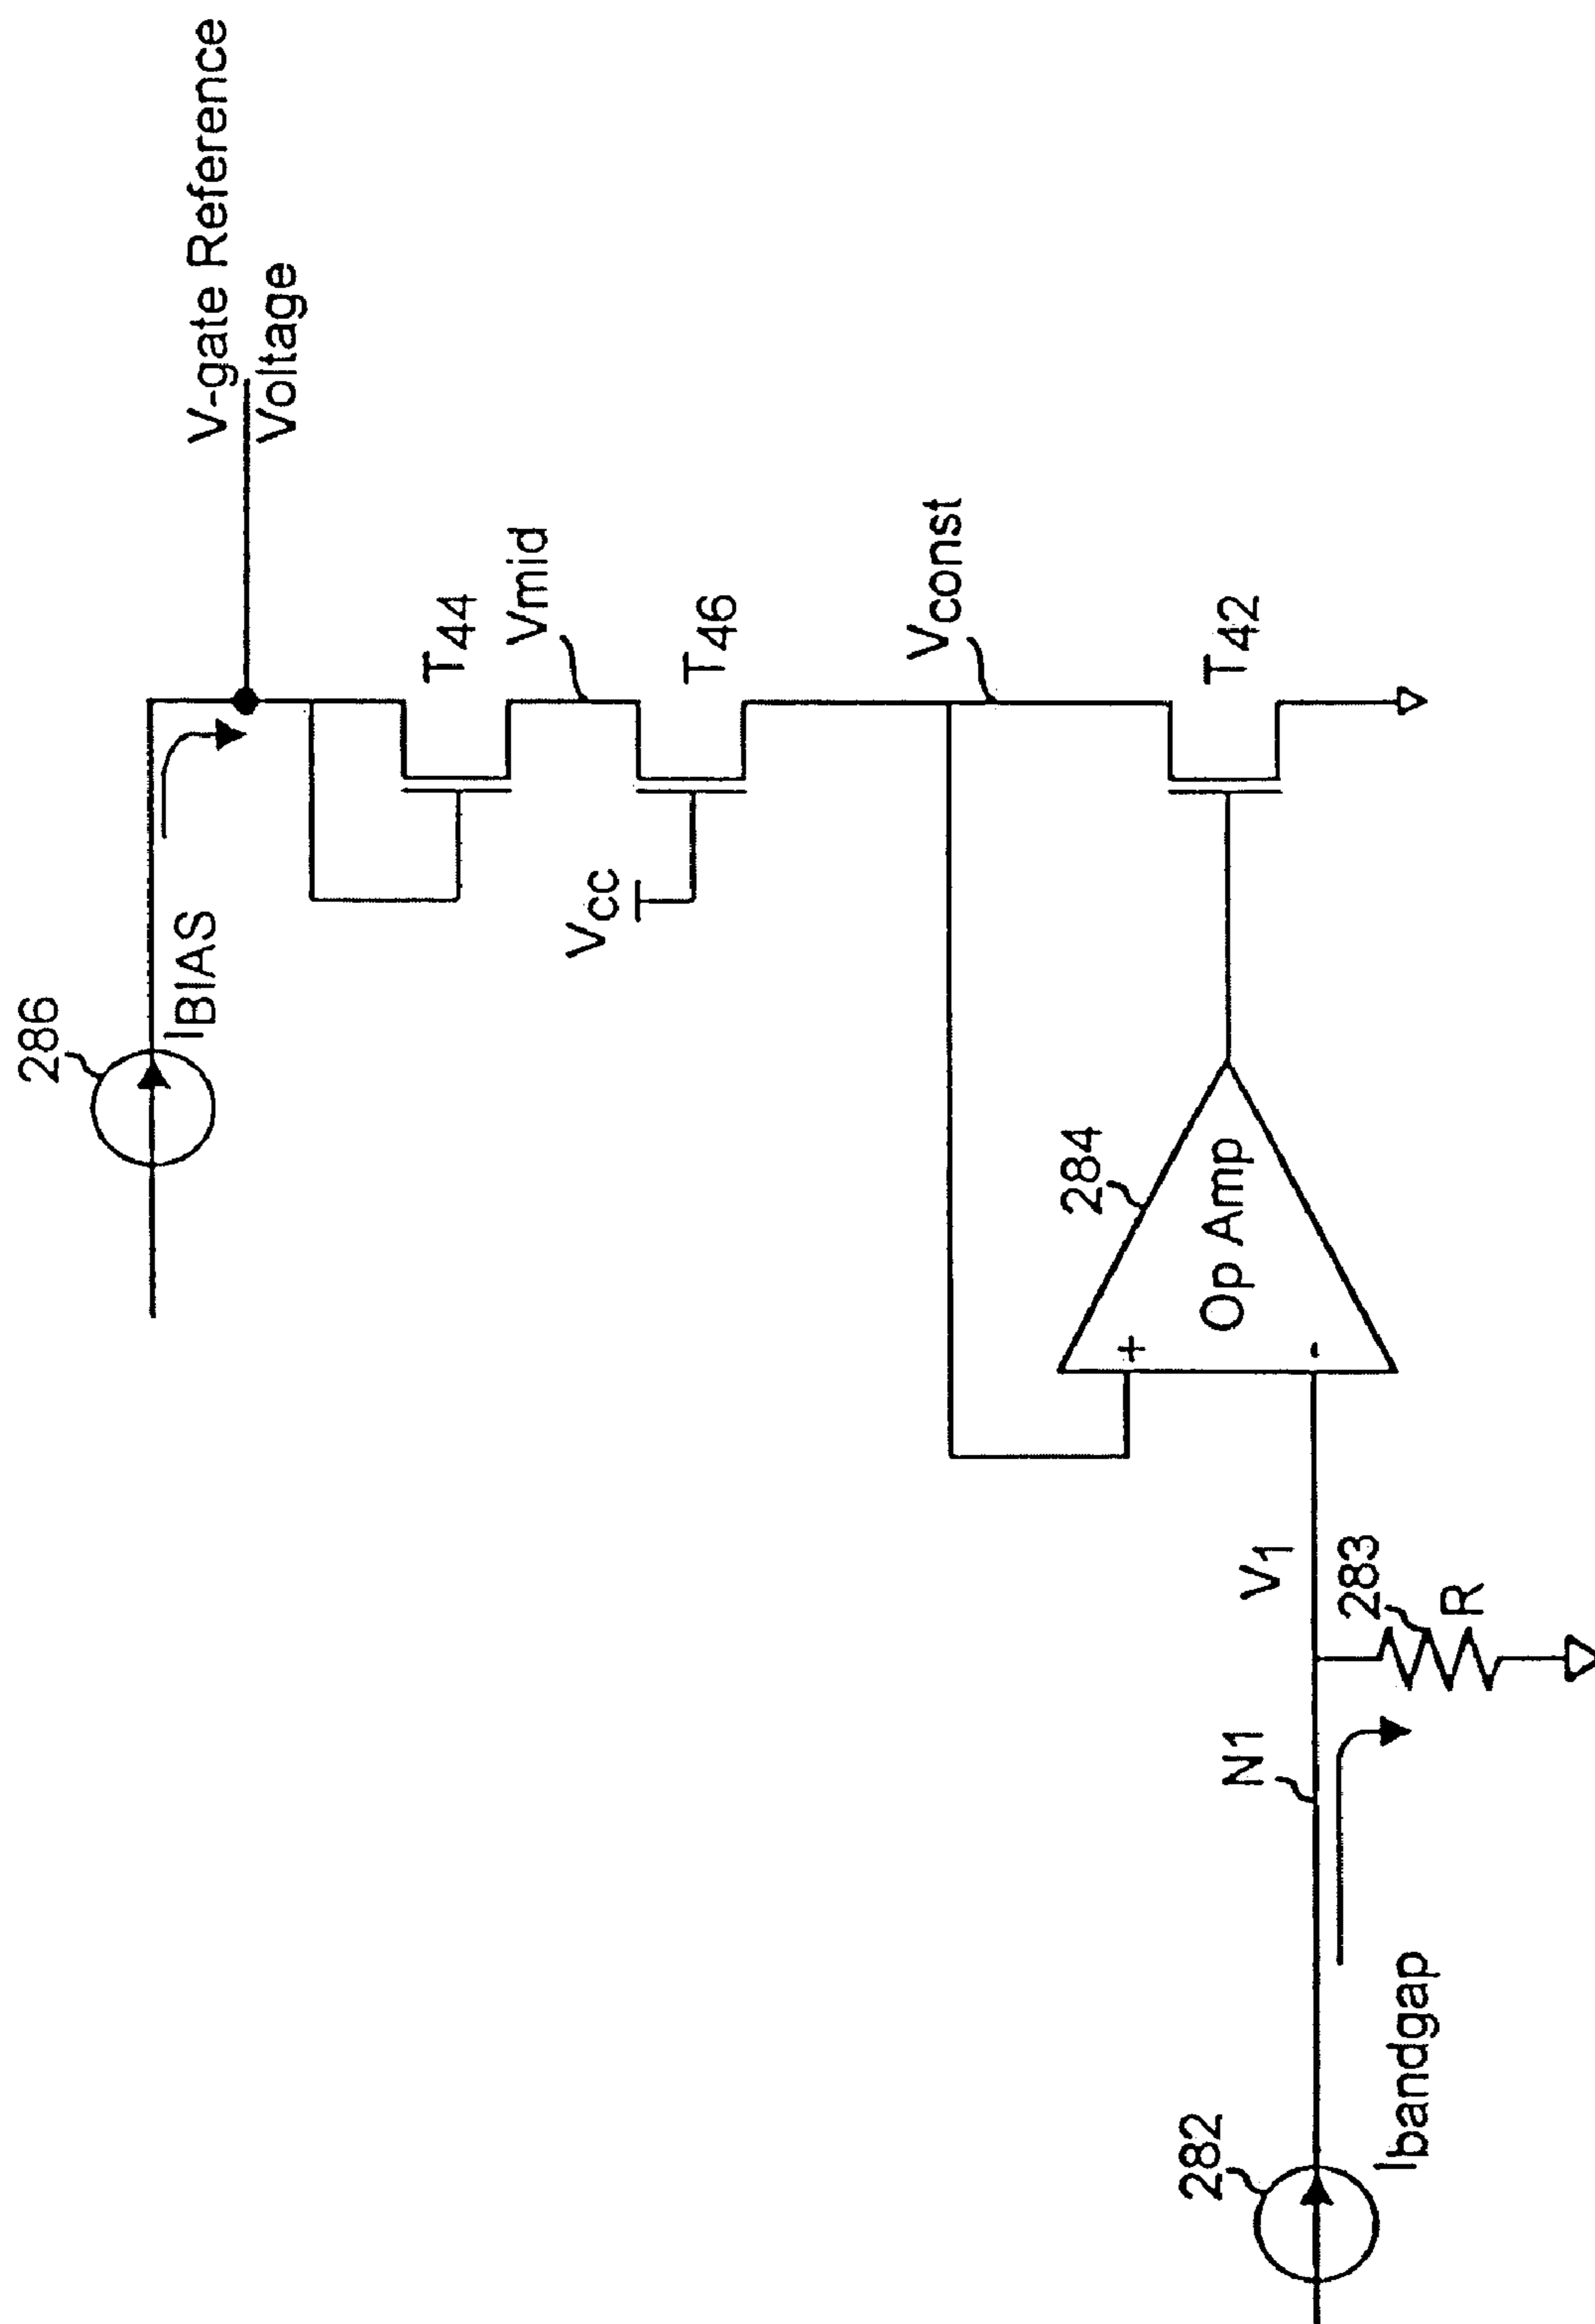 286
IBIAS
V-gate Reference
Voltage
T44
Vmid
VCC
T46
Vconst
284
Op Amp
+
-
T42
V1
283
R
N1
282
Ibandgap